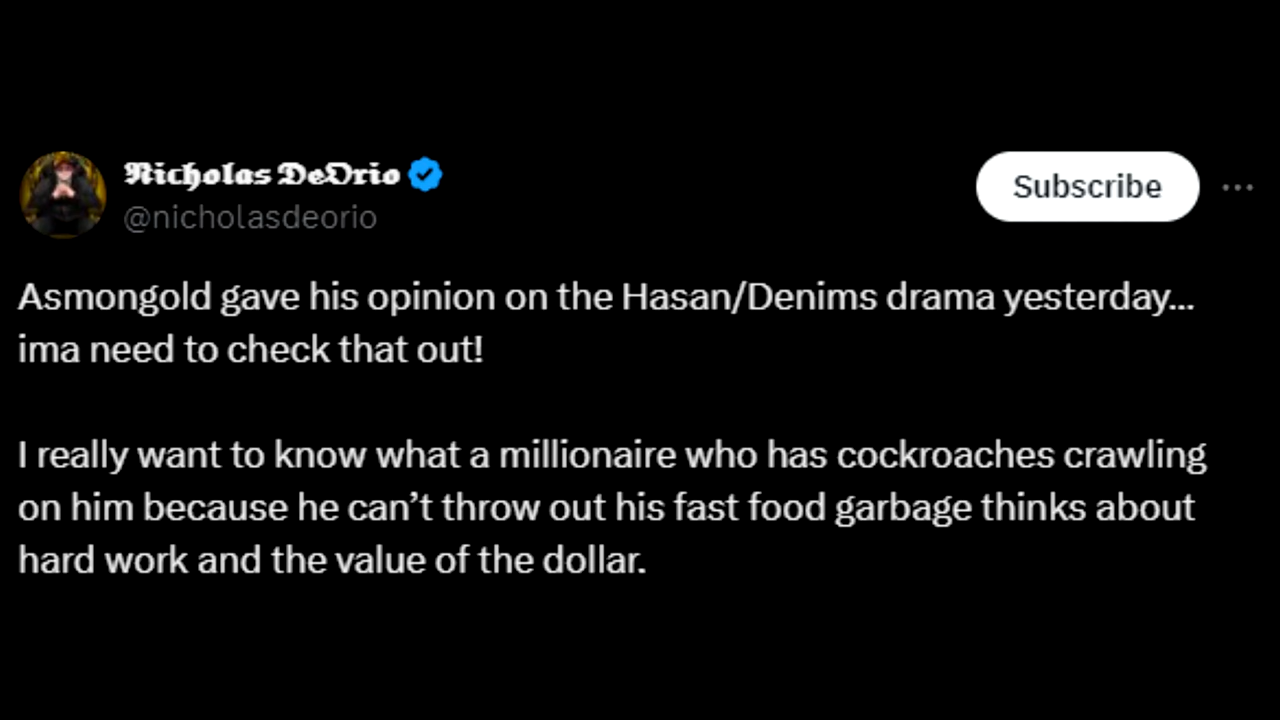 𝕹𝖎𝖈𝖍𝖔𝖑𝖆𝖘 𝕯𝖊𝕺𝖗𝖎𝖔
@nicholasdeorio
Subscribe
Asmongold gave his opinion on the Hasan/Denims drama yesterday...
ima need to check that out!
I really want to know what a millionaire who has cockroaches crawling
on him because he can’t throw out his fast food garbage thinks about
hard work and the value of the dollar.